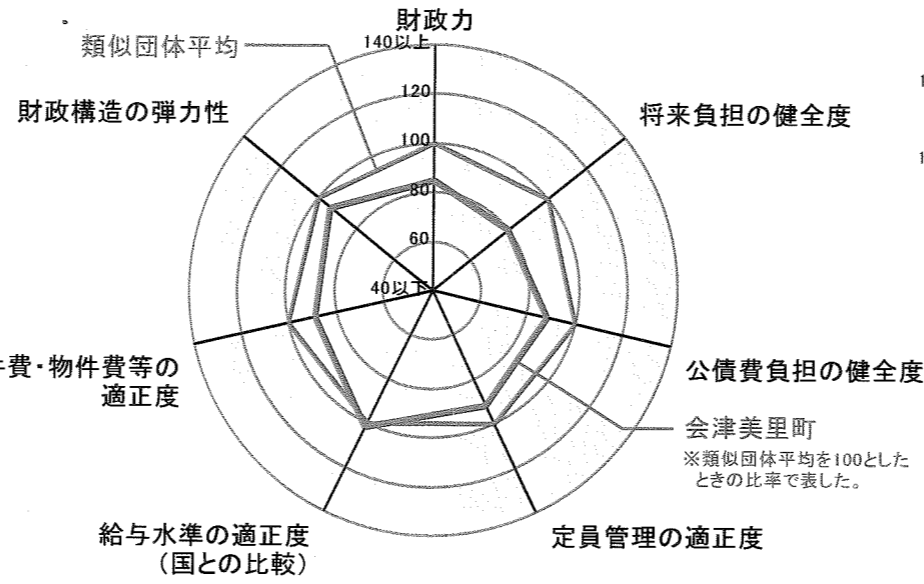 財政力
140以上
類似団体平均
120
財政構造の弾力性
将来負担の健全度
100
80
60
40以下
件費・物件費等の
適正度
公債費負担の健全度
会津美里町
※類似団体平均を100とした
ときの比率で表した。
給与水準の適正度
(国との比較)
定員管理の適正度